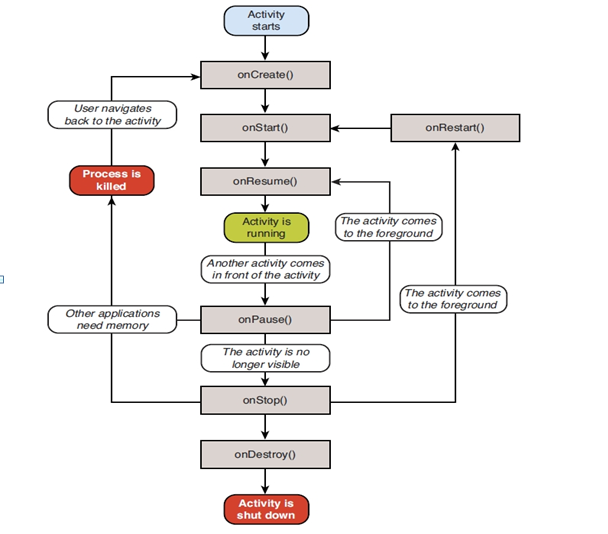 Activity
starts
onCreate()
User navigates
back to the activity
onStart()
onRestart()
Process is
killed
onResume()
Activity is
running
The activity comes
to the foreground
Another activity comes
in front of the activity
The activity comes
to the foreground
Other applications
need memory
onPause()
The activity is no
longer visible
onStop()
onDestroy()
Activity is
shut down